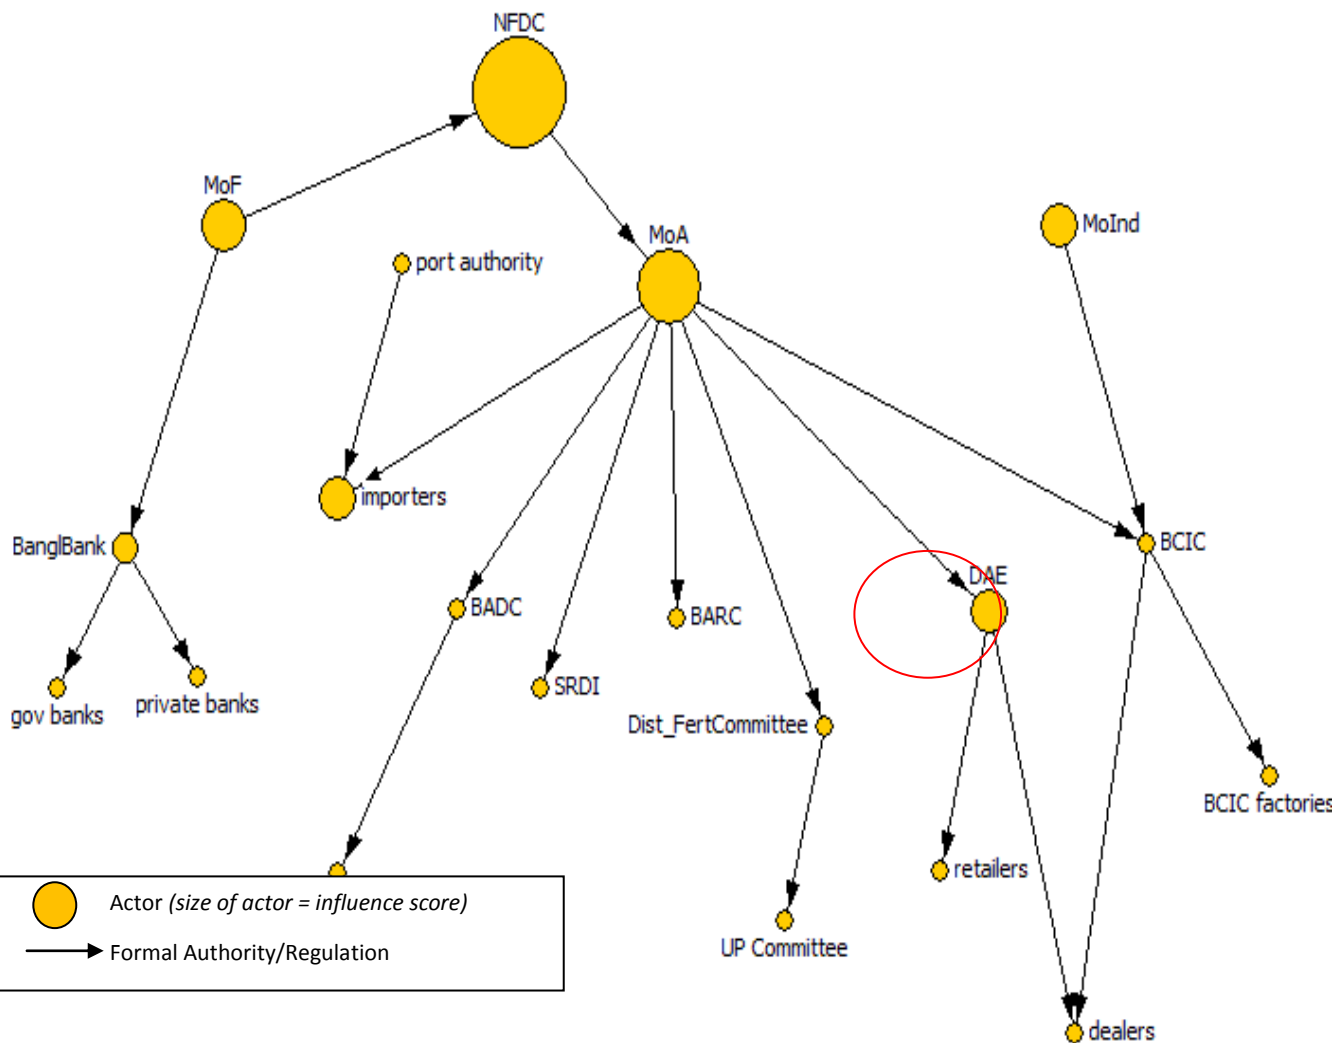 NFDC
MoF
MoInd
MoA
port authority
importers
BanglBank
BCIC
DAE
BADC
BARC
SRDI
gov banks
private banks
Dist_FertCommittee
BCIC factories
retailers
Actor (size of actor = influence score)
UP Committee
Formal Authority/Regulation
dealers